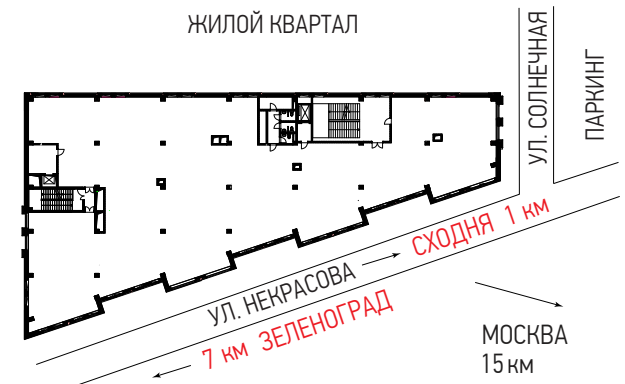 ЖИЛОЙ КВАРТАЛ
УЛ. СОЛНЕЧНАЯ
ПАРКИНГ
СХОДНЯ 1 км
УЛ. НЕКРАСОВА
7 км ЗЕЛЕНОГРАД
МОСКВА
15 км